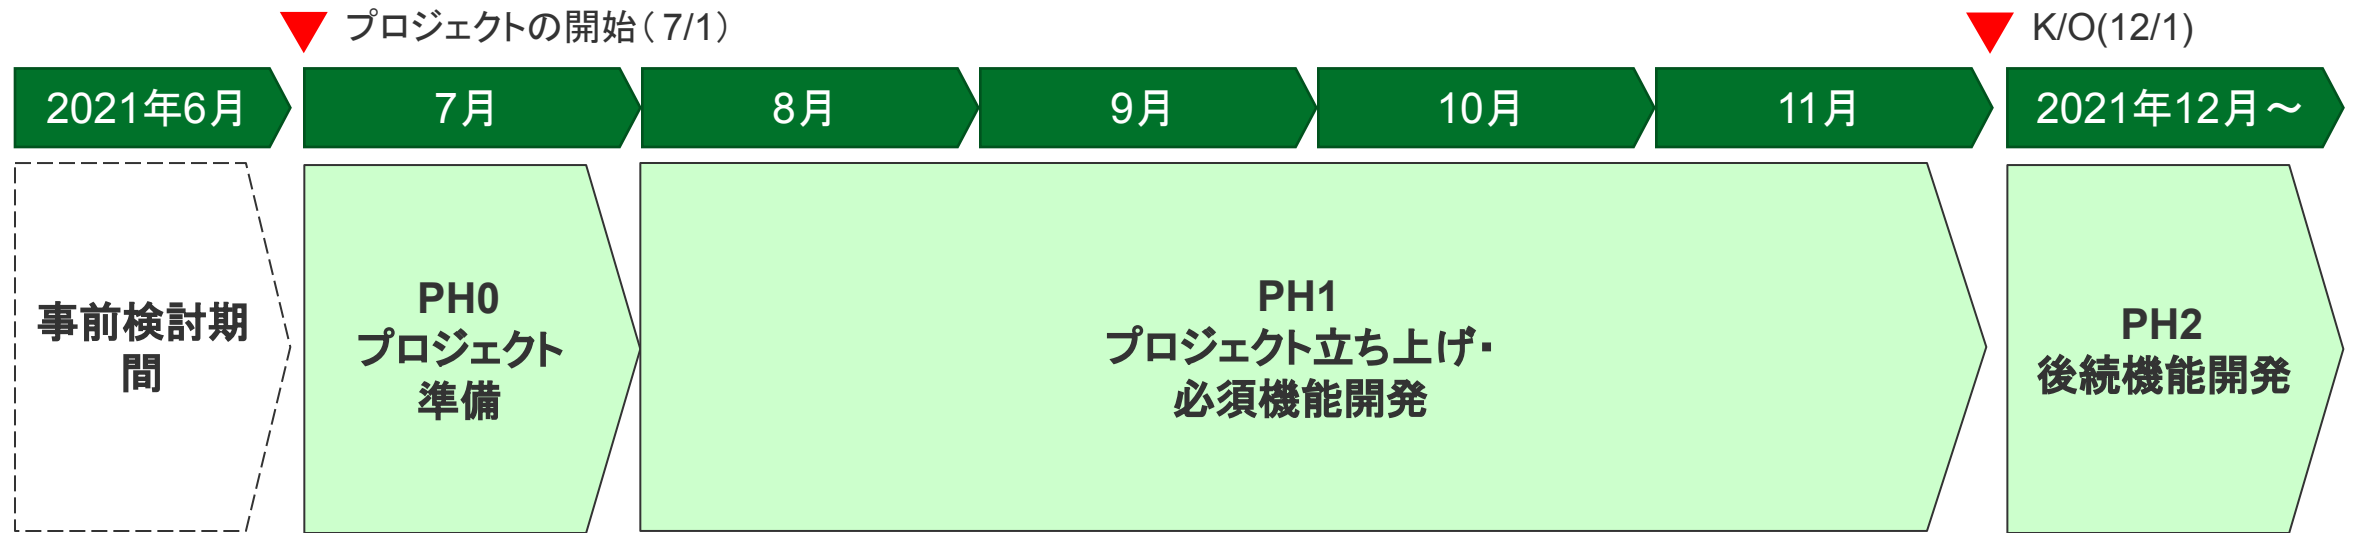 プロジェクトの開始（7/1）
K/O(12/1)
2021年6月
7月
8月
9月
10月
11月
2021年12月～
事前検討期
間
PH0
プロジェクト
準備
PH1
プロジェクト立ち上げ・
必須機能開発
PH2
後続機能開発